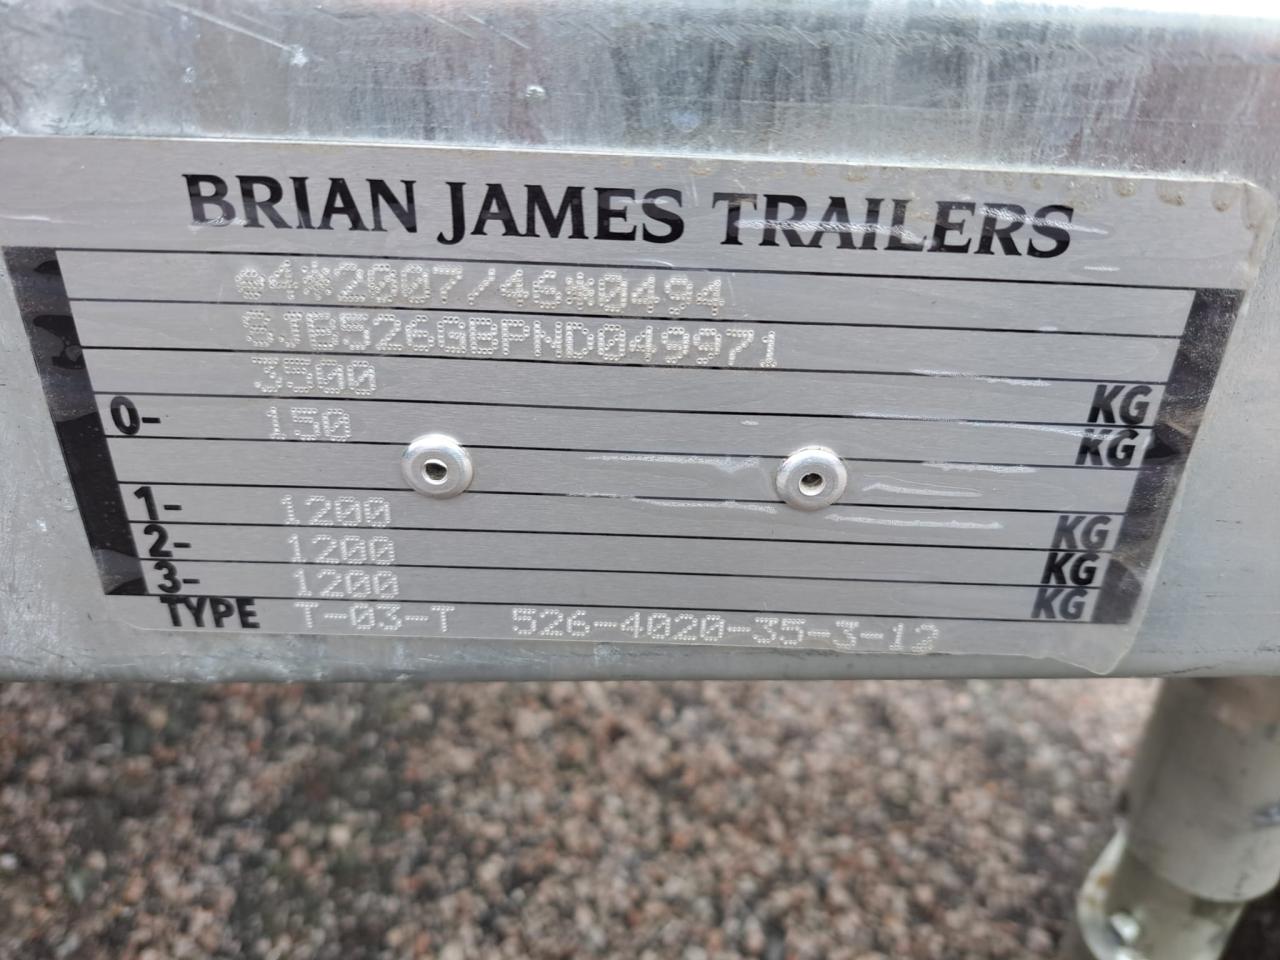 BRIAN JAMES TRAILERS
e4*2007/46*0494
SJB526GBPND049971
3500 KG
0- 150 KG
1- 1200 KG
2- 1200 KG
3- 1200 KG
TYPE T-03-T 526-4020-35-3-12